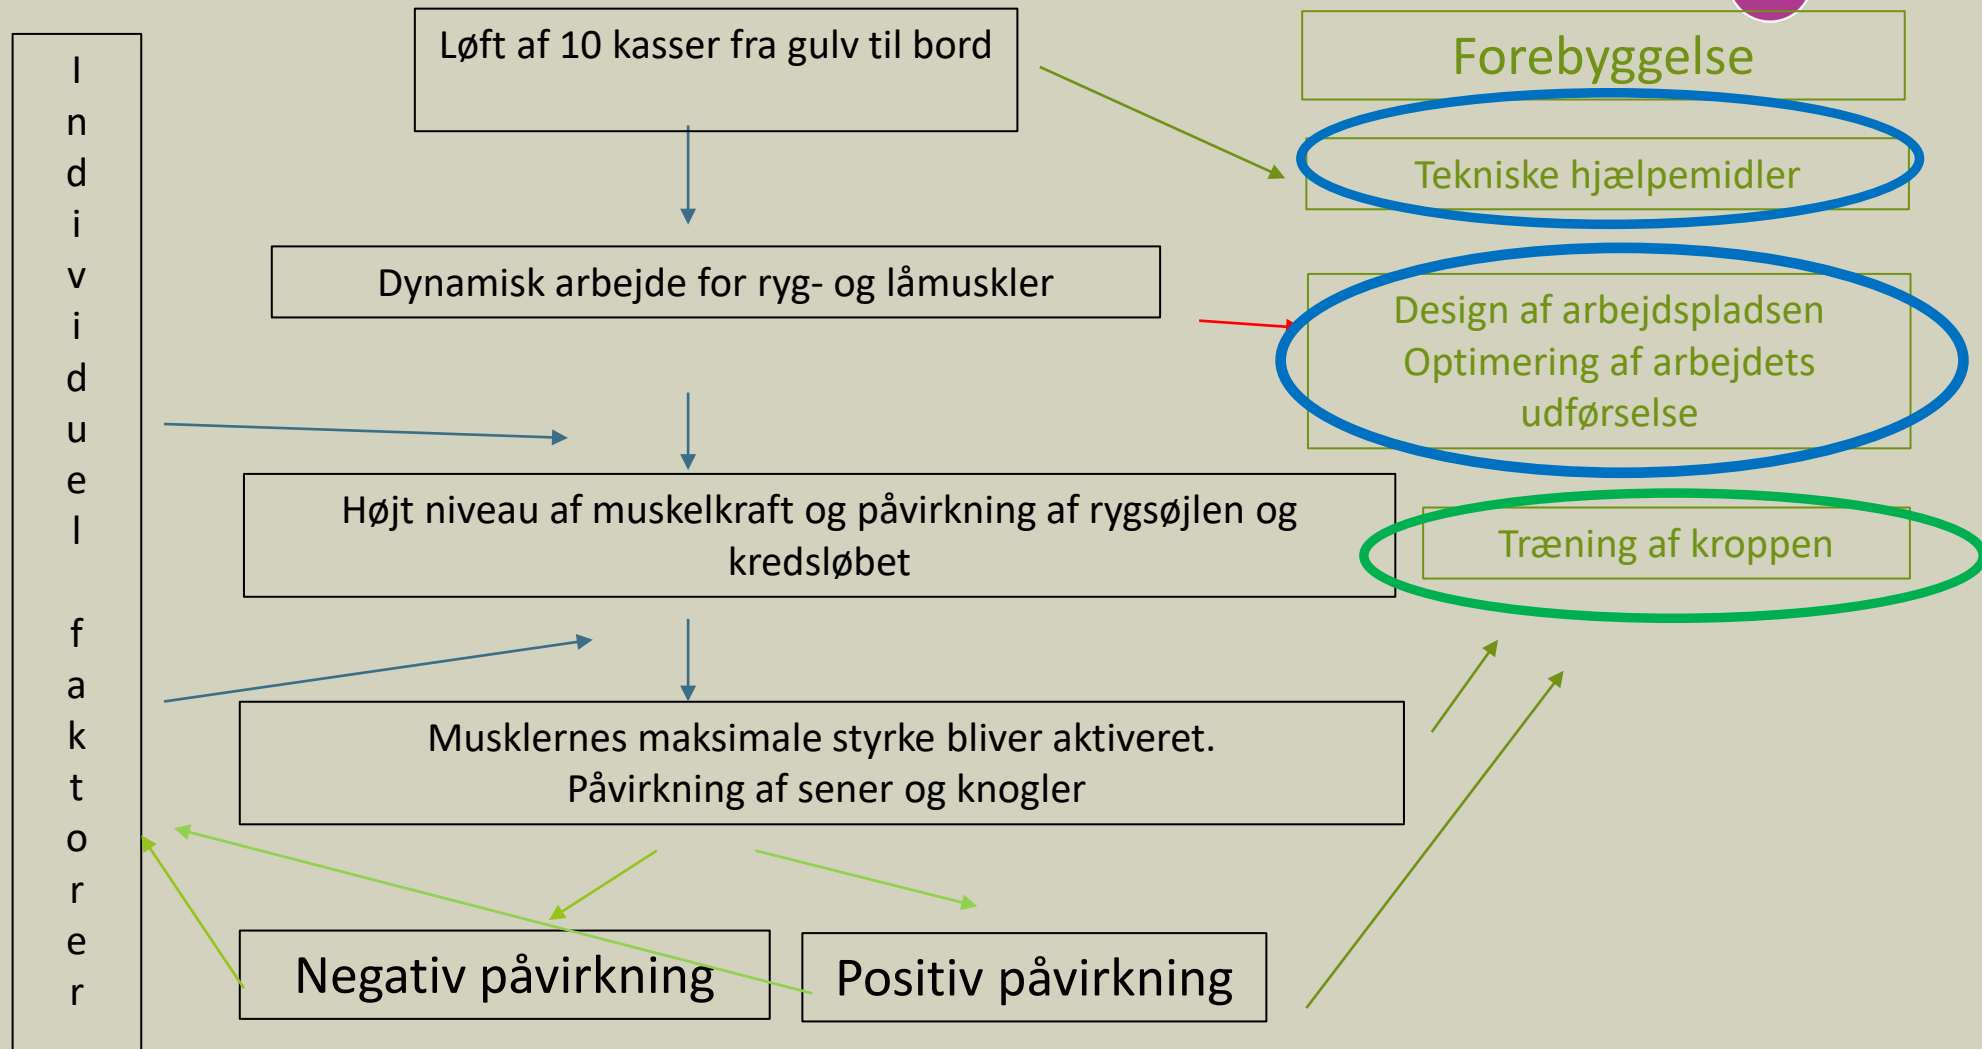 Individuel faktorer
Løft af 10 kasser fra gulv til bord
Dynamisk arbejde for ryg- og låmuskler
Højt niveau af muskelkraft og påvirkning af rygsøjlen og
kredsløbet
Musklernes maksimale styrke bliver aktiveret.
Påvirkning af sener og knogler
Negativ påvirkning
Positiv påvirkning
Forebyggelse
Tekniske hjælpemidler
Design af arbejdspladsen
Optimering af arbejdets
udførselse
Træning af kroppen